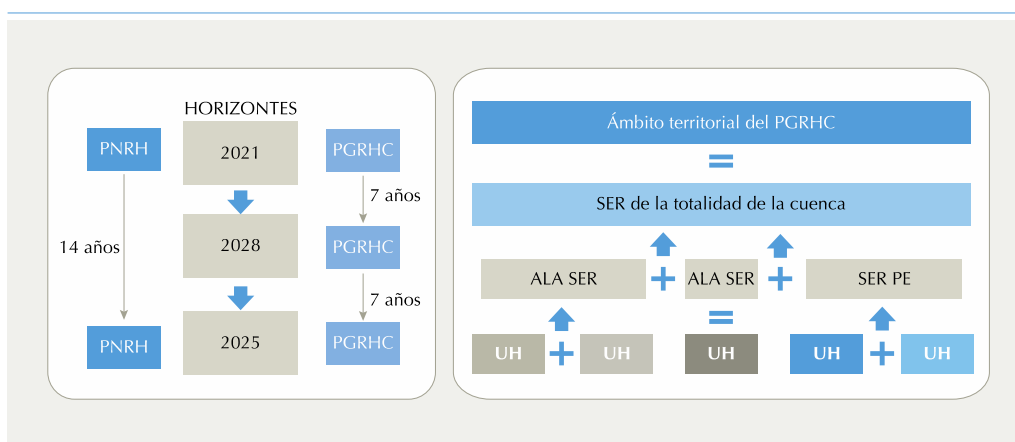 HORIZONTES
PNRH
2021
PGRHC
7 años
14 años
2028
PGRHC
7 años
PNRH
2025
PGRHC
Ámbito territorial del PGRHC
=
SER de la totalidad de la cuenca
ALA SER
+
ALA SER
+
SER PE
=
UH
+
UH
UH
UH
+
UH